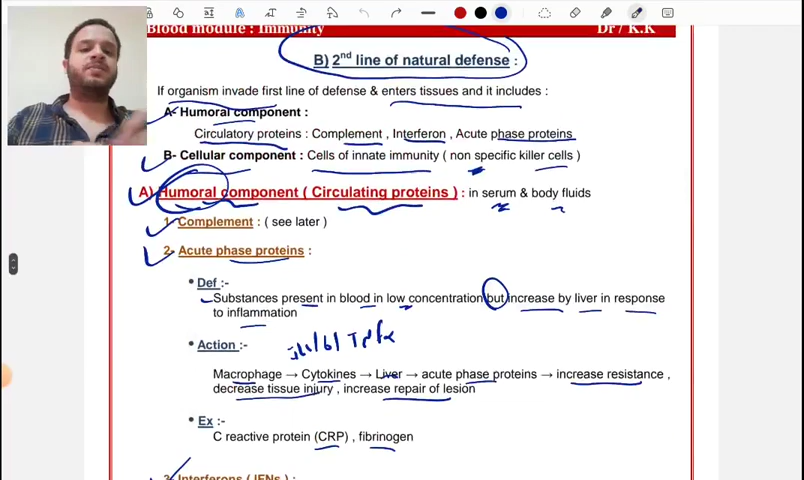 Blood module : Immunity Dr / K.K
B) 2nd line of natural defense :
If organism invade first line of defense & enters tissues and it includes :
A- Humoral component :
Circulatory proteins : Complement , Interferon , Acute phase proteins
B- Cellular component : Cells of innate immunity ( non specific killer cells )
A) Humoral component ( Circulating proteins ) : in serum & body fluids
1- Complement : ( see later )
2- Acute phase proteins :
• Def :-
Substances present in blood in low concentration but increase by liver in response
to inflammation
• Action :-
Macrophage → Cytokines → Liver → acute phase proteins → increase resistance ,
decrease tissue injury , increase repair of lesion
• Ex :-
C reactive protein (CRP) , fibrinogen
3- Interferons ( IFNs ) :